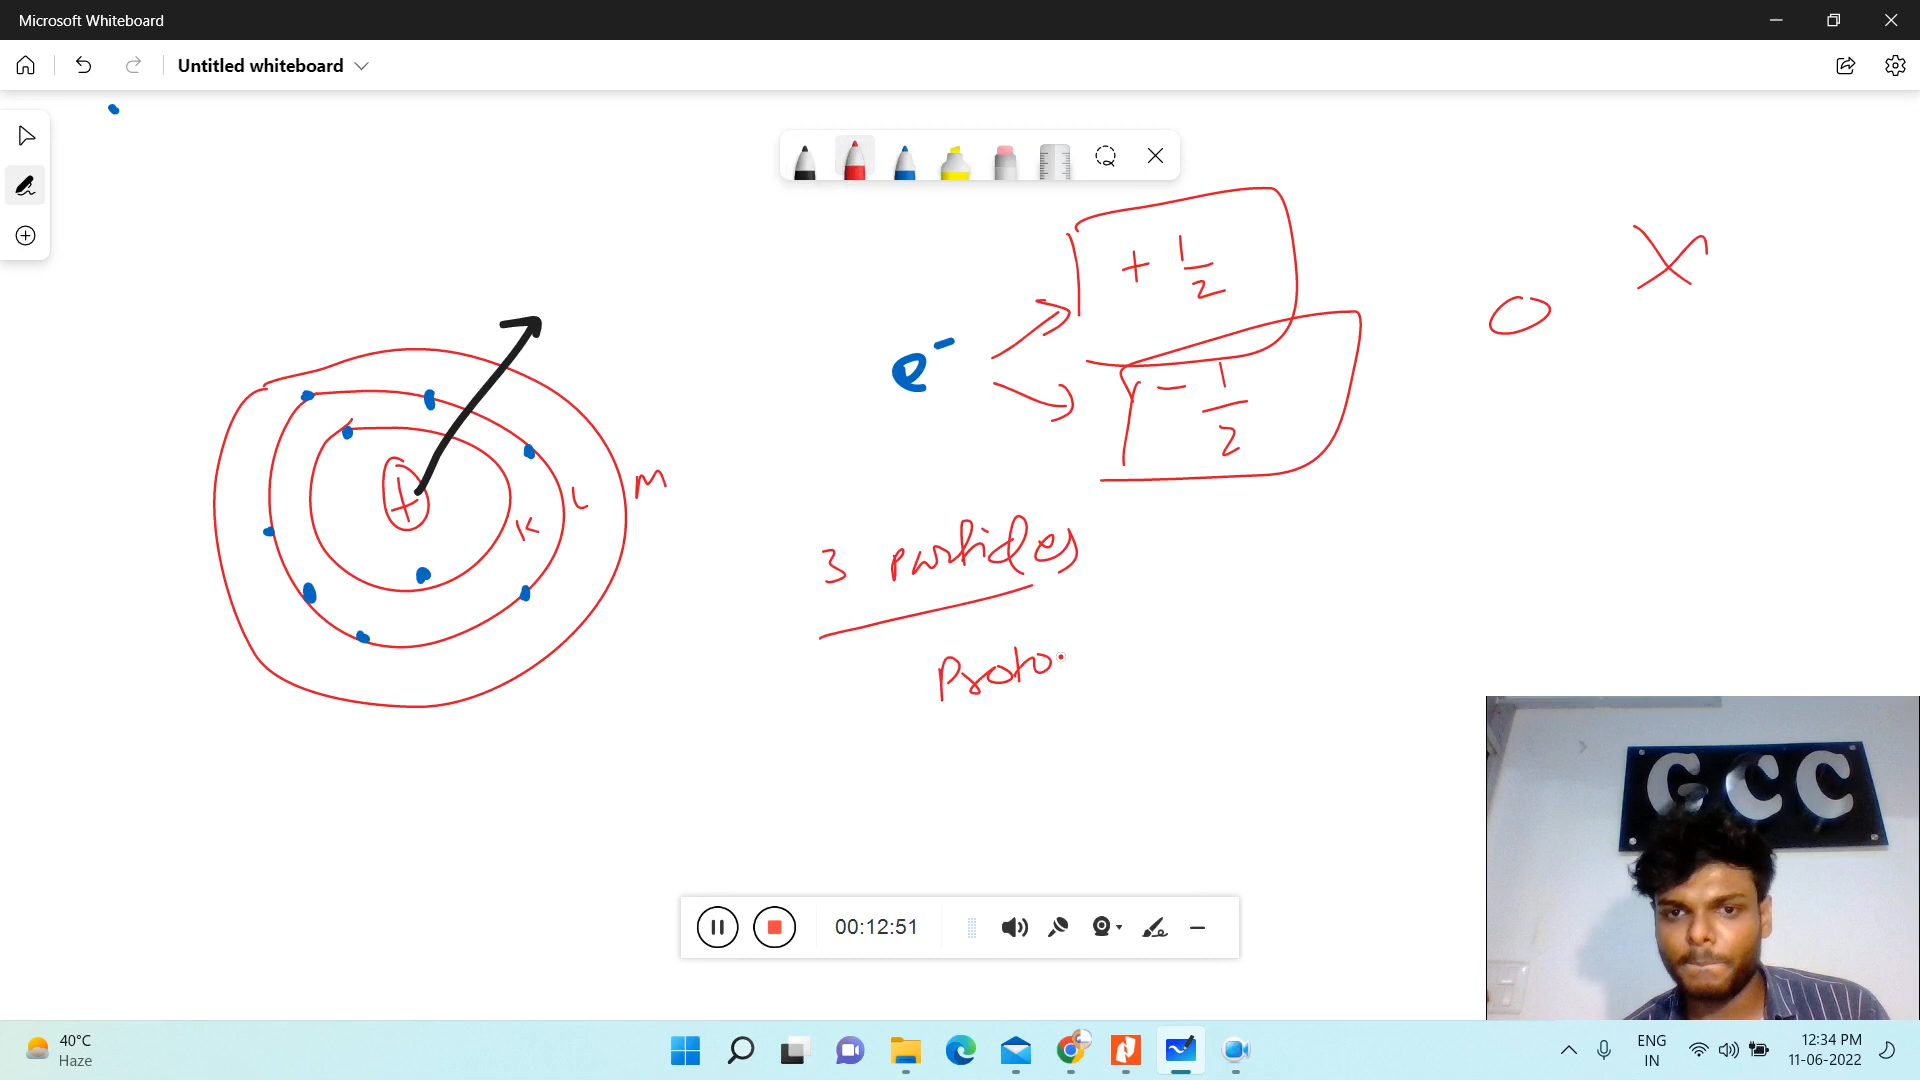 Microsoft Whiteboard
Untitled whiteboard
+ 1/2
X
O
e⁻
- 1/2
+
K
L
M
3 particles
Proto
GCC
00:12:51
40°C
Haze
ENG
IN
12:34 PM
11-06-2022